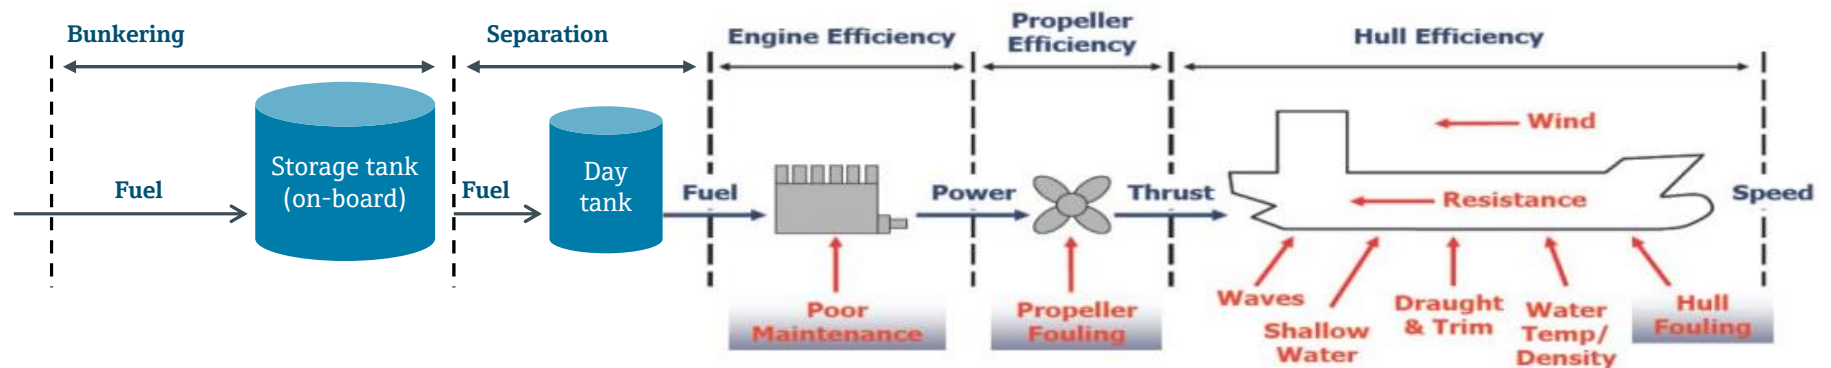 Bunkering
Separation
Engine Efficiency
Propeller
Efficiency
Hull Efficiency
Fuel
Storage tank
(on-board)
Fuel
Day
tank
Fuel
Power
Thrust
Wind
Resistance
Speed
Poor
Maintenance
Propeller
Fouling
Waves
Shallow
Water
Draught
& Trim
Water
Temp/
Density
Hull
Fouling